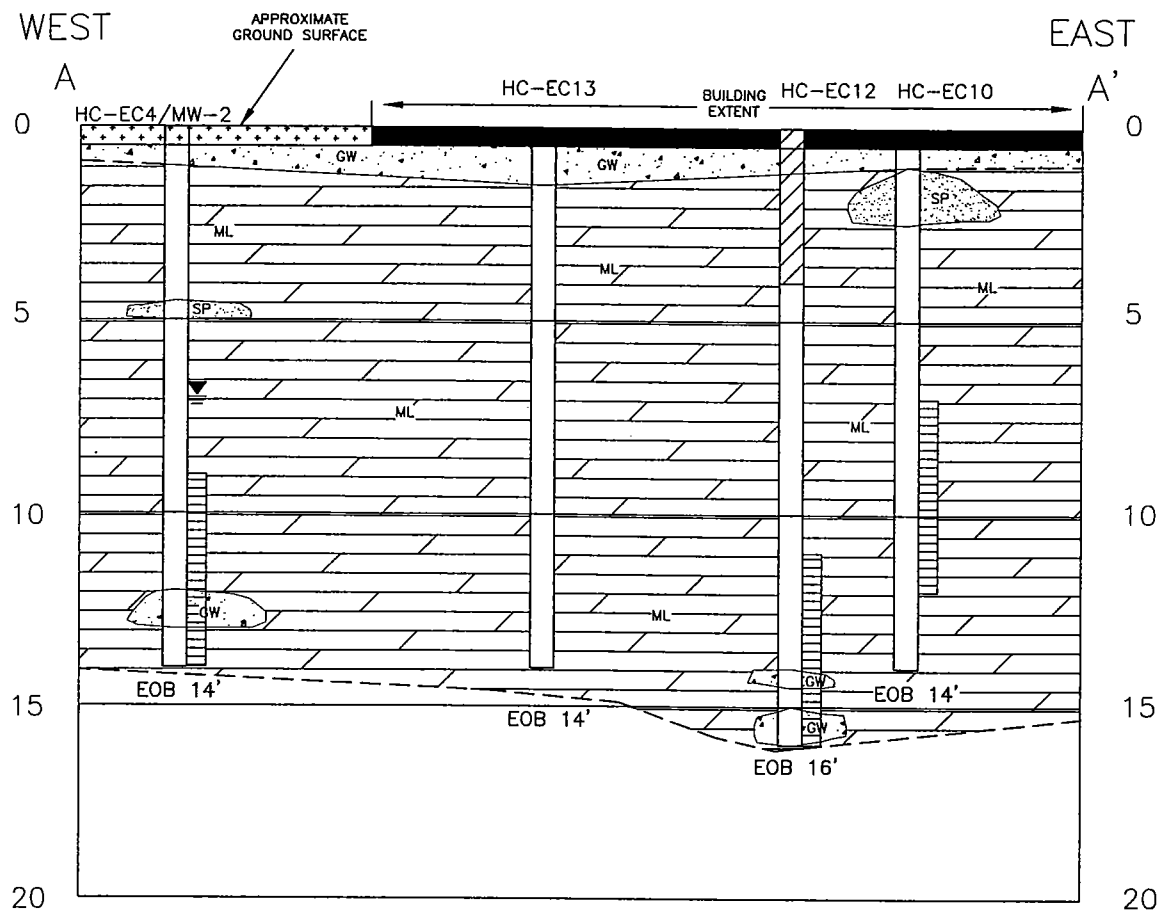 WEST
APPROXIMATE
GROUND SURFACE
EAST
A
HC-EC4/MW-2
HC-EC13
BUILDING
EXTENT
HC-EC12
HC-EC10
A'
0
0
GW
GW
SP
ML
ML
ML
SP
5
5
ML
ML
10
10
GW
ML
GW
EOB 14'
EOB 14'
EOB 14'
15
15
GW
EOB 16'
20
20